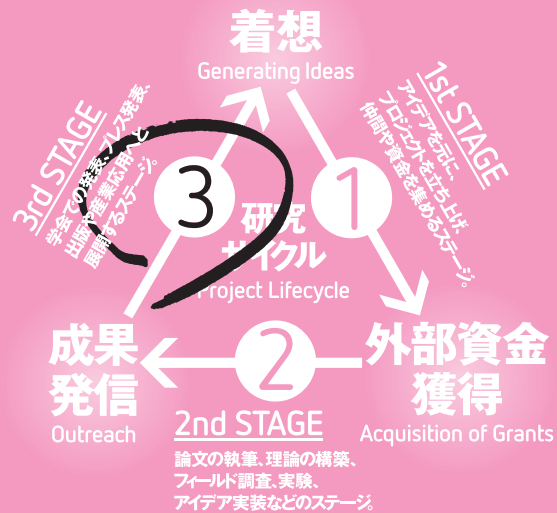 着想
Generating Ideas
1st STAGE
アイデアを元に、
プロジェクトを立ち上げ、
仲間や資金を集めるステージ。
3rd STAGE
学会での発表、プレス発表、
出版や産業応用へと
展開するステージ。
3
1
研究
サイクル
Project Lifecycle
成果
発信
Outreach
2
外部資金
獲得
Acquisition of Grants
2nd STAGE
論文の執筆、理論の構築、
フィールド調査、実験、
アイデア実装などのステージ。